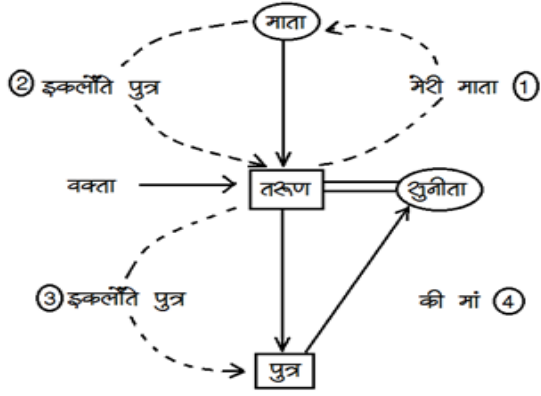 माता
② इकलौते पुत्र
मेरी माता ①
वक्ता
तरूण
सुनीता
③ इकलौते पुत्र
की मां ④
पुत्र